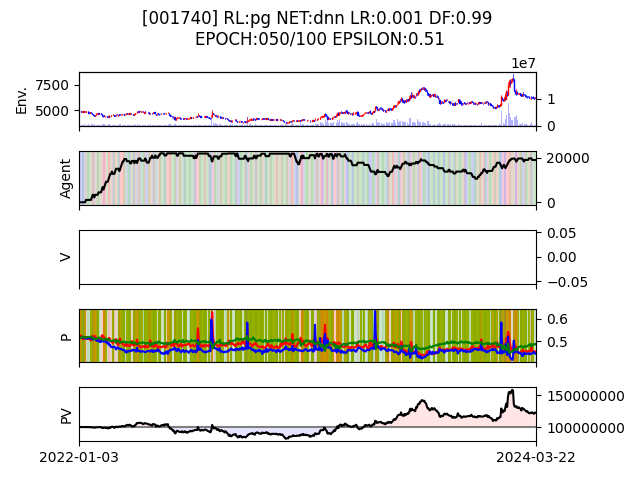 [001740] RL:pg NET:dnn LR:0.001 DF:0.99
EPOCH:050/100 EPSILON:0.51
1e7
Env.
7500
5000
1
0
Agent
20000
0
V
0.05
0.00
−0.05
P
0.6
0.5
PV
150000000
100000000
2022-01-03
2024-03-22